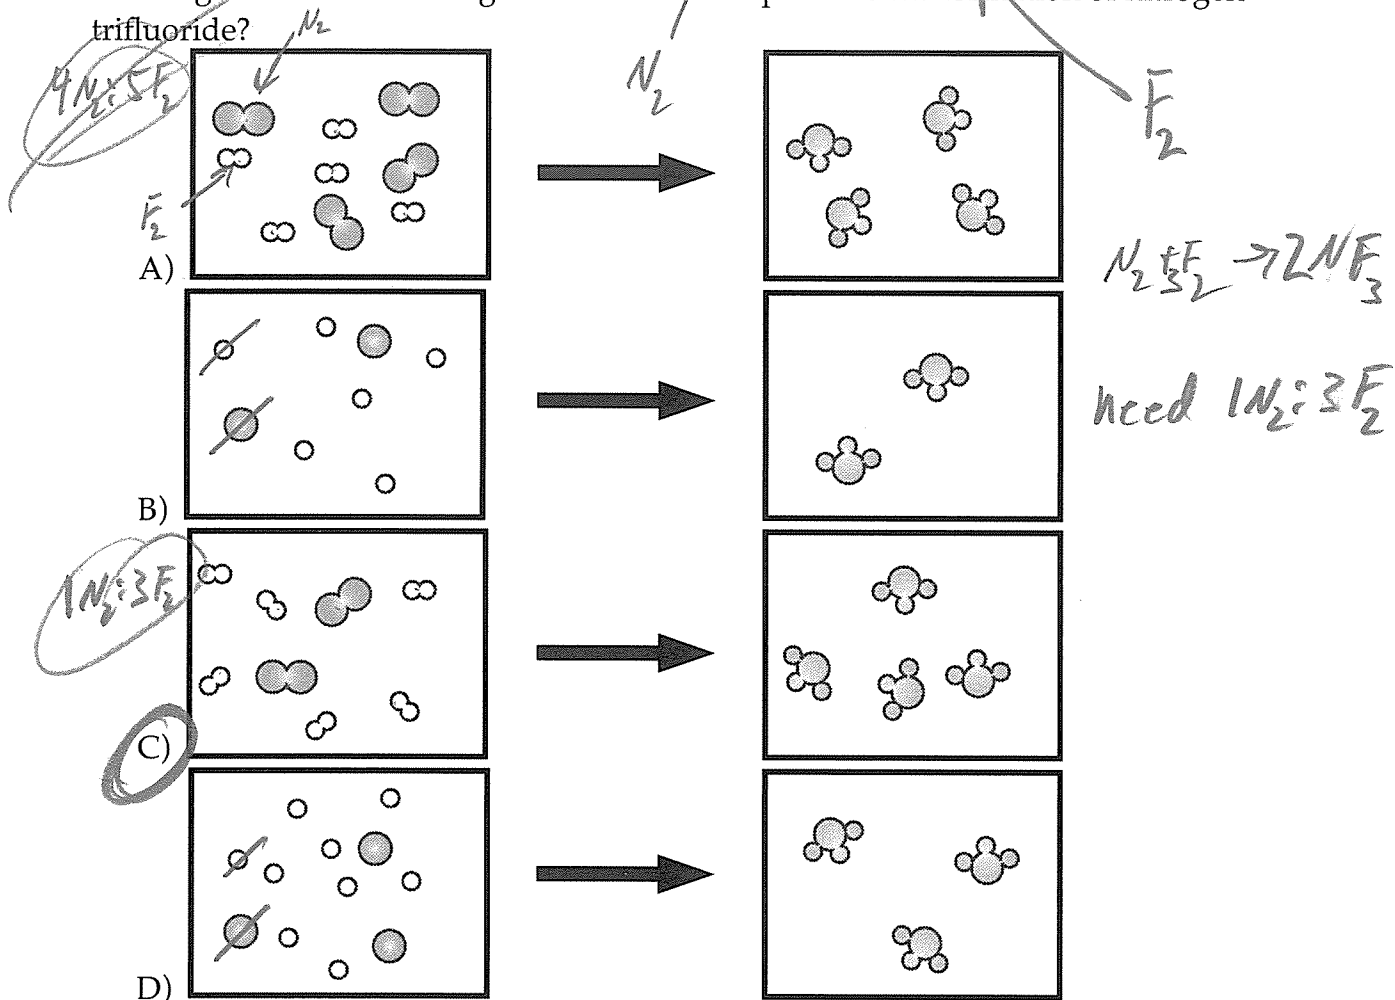 trifluoride?
N2
4N2:5F2
N2
F2
F2
A)
N2 + 3F2 → 2NF3
B)
need 1N2:3F2
1N2:3F2
C)
D)